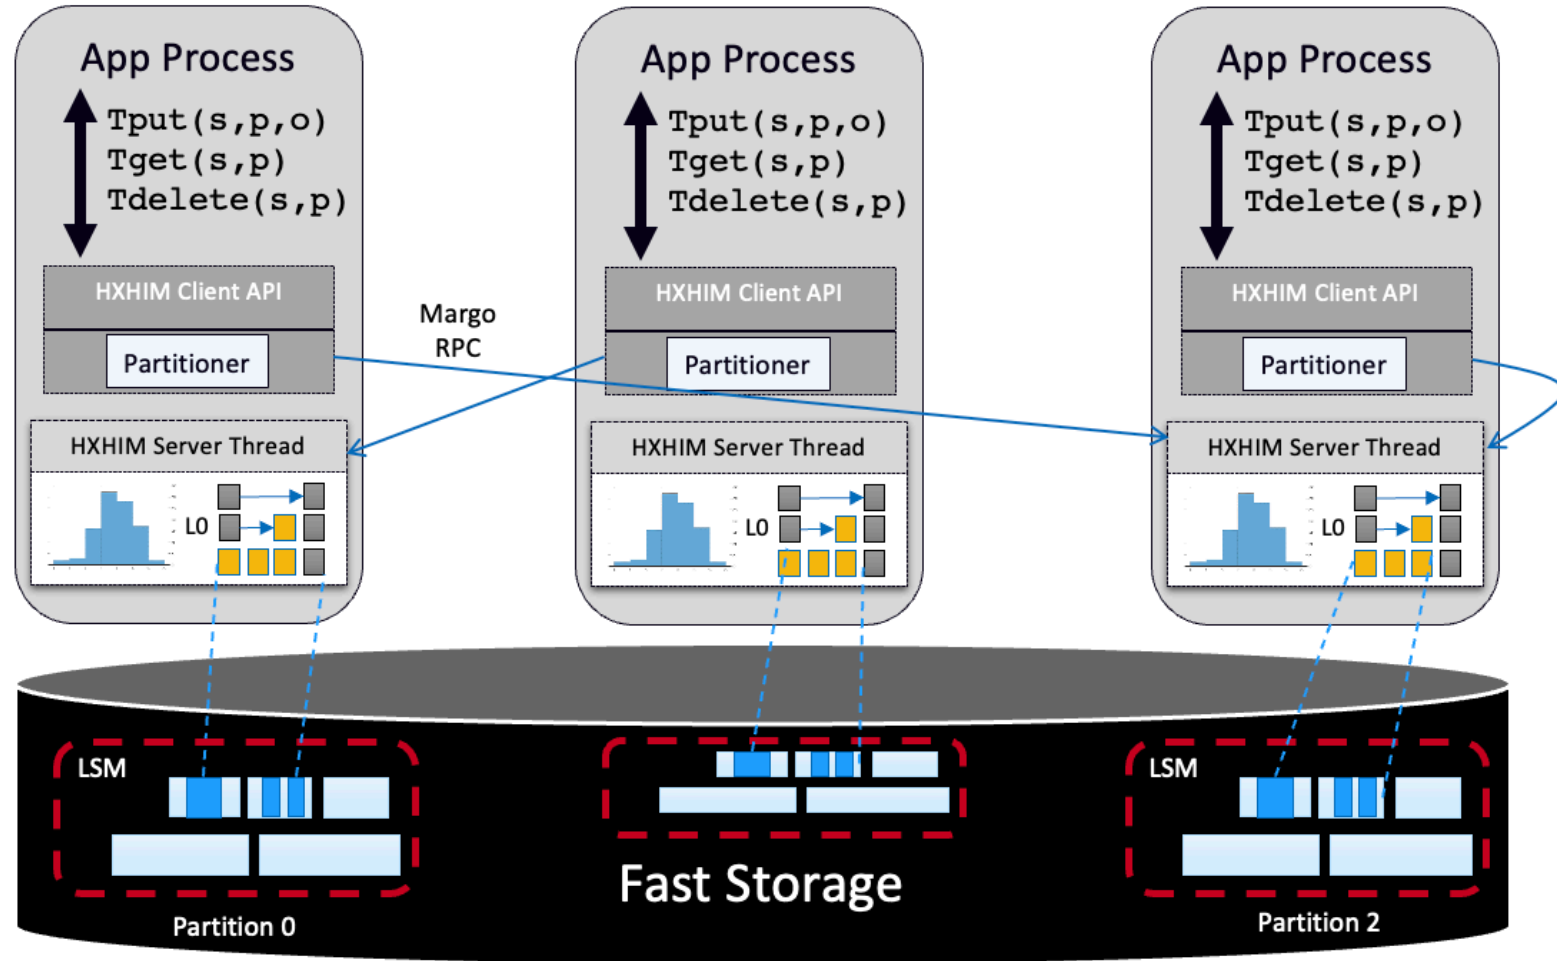 App Process
Tput(s,p,o)
Tget(s,p)
Tdelete(s,p)
HXHIM Client API
Partitioner
HXHIM Server Thread
L0
Margo
RPC
App Process
Tput(s,p,o)
Tget(s,p)
Tdelete(s,p)
HXHIM Client API
Partitioner
HXHIM Server Thread
L0
App Process
Tput(s,p,o)
Tget(s,p)
Tdelete(s,p)
HXHIM Client API
Partitioner
HXHIM Server Thread
L0
LSM
Partition 0
Fast Storage
LSM
Partition 2